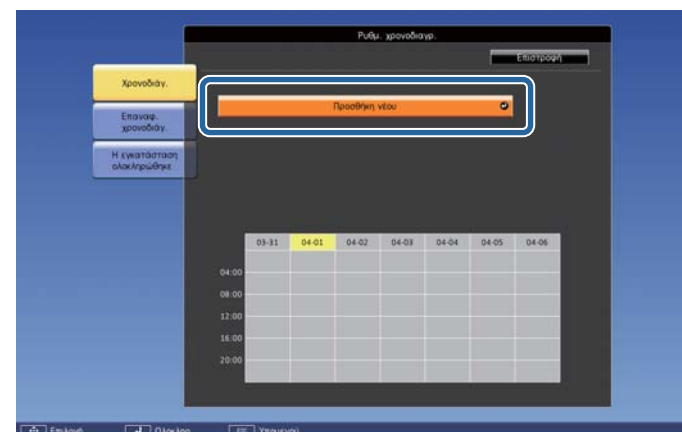 Ρυθμ. χρονοδιαγρ.
Επιστροφή
Χρονοδιάγ.
Προσθήκη νέου
Επαναφ.
χρονοδιάγ.
Η εγκατάσταση
ολοκληρώθηκε
03-31 04-01 04-02 04-03 04-04 04-05 04-06
04:00
08:00
12:00
16:00
20:00